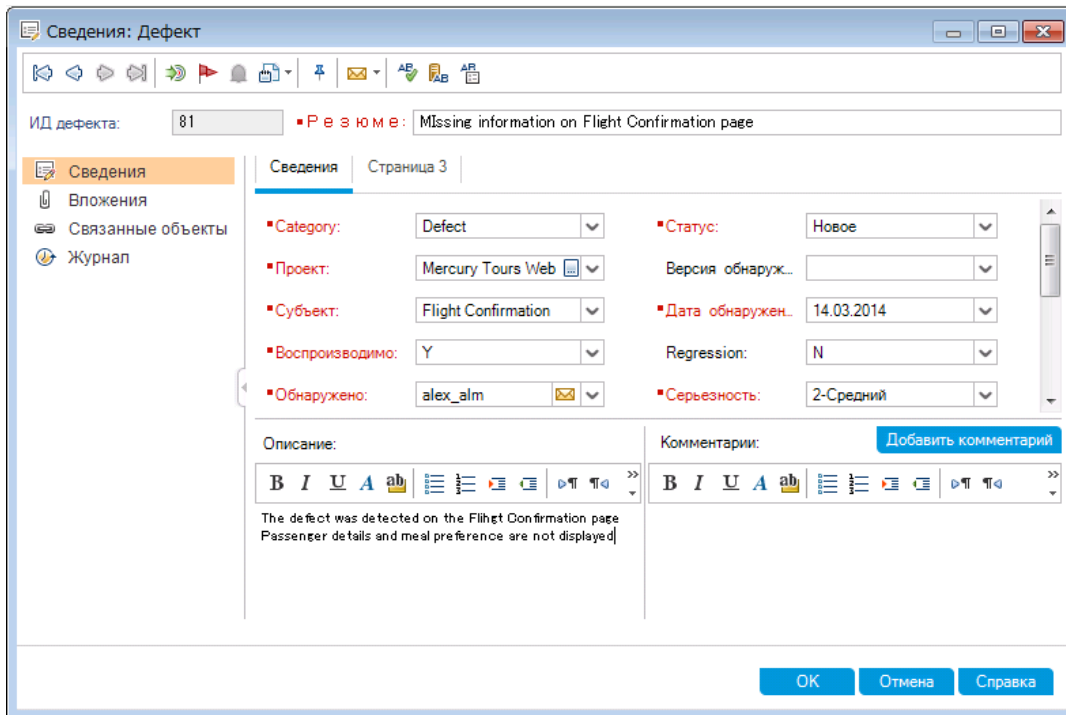 Сведения: Дефект
ИД дефекта: 81 Резюме: MIssing information on Flight Confirmation page
Сведения
Вложения
Связанные объекты
Журнал
Сведения Страница 3
Category: Defect Статус: Новое
Проект: Mercury Tours Web Версия обнаруж...
Субъект: Flight Confirmation Дата обнаружен... 14.03.2014
Воспроизводимо: Y Regression: N
Обнаружено: alex_alm Серьезность: 2-Средний
Описание: Комментарии: Добавить комментарий
B I U A ab B I U A ab
The defect was detected on the Flihgt Confirmation page
Passenger details and meal preference are not displayed
OK Отмена Справка